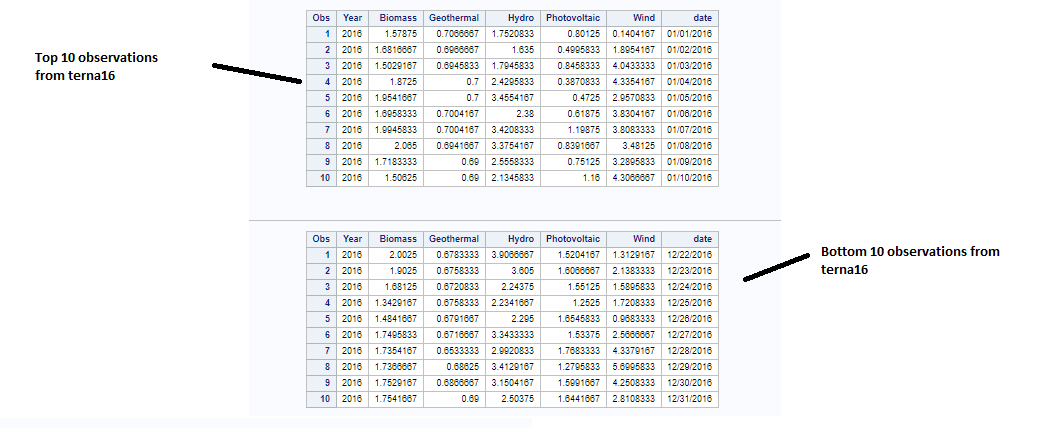 Top 10 observations
from terna16
Obs Year Biomass Geothermal Hydro Photovoltaic Wind date
1 2016 1.57875 0.7066667 1.7520833 0.80125 0.1404167 01/01/2016
2 2016 1.6816667 0.6966667 1.635 0.4995833 1.8954167 01/02/2016
3 2016 1.5029167 0.6945833 1.7945833 0.8458333 4.0433333 01/03/2016
4 2016 1.8725 0.7 2.4295833 0.3870833 4.3354167 01/04/2016
5 2016 1.9541667 0.7 3.4554167 0.4725 2.9570833 01/05/2016
6 2016 1.6958333 0.7004167 2.38 0.61875 3.8304167 01/06/2016
7 2016 1.9945833 0.7004167 3.4208333 1.19875 3.8083333 01/07/2016
8 2016 2.065 0.6941667 3.3754167 0.8391667 3.48125 01/08/2016
9 2016 1.7183333 0.69 2.5558333 0.75125 3.2895833 01/09/2016
10 2016 1.50625 0.69 2.1345833 1.16 4.3066667 01/10/2016
Obs Year Biomass Geothermal Hydro Photovoltaic Wind date
1 2016 2.0025 0.6783333 3.9066667 1.5204167 1.3129167 12/22/2016
2 2016 1.9025 0.6758333 3.605 1.6066667 2.1383333 12/23/2016
3 2016 1.68125 0.6720833 2.24375 1.55125 1.5895833 12/24/2016
4 2016 1.3429167 0.6758333 2.2341667 1.2525 1.7208333 12/25/2016
5 2016 1.4841667 0.6791667 2.295 1.6545833 0.9683333 12/26/2016
6 2016 1.7495833 0.6716667 3.3433333 1.53375 2.5666667 12/27/2016
7 2016 1.7354167 0.6533333 2.9920833 1.7683333 4.3379167 12/28/2016
8 2016 1.7366667 0.68625 3.4129167 1.2795833 5.6995833 12/29/2016
9 2016 1.7529167 0.6866667 3.1504167 1.5991667 4.2508333 12/30/2016
10 2016 1.7541667 0.69 2.50375 1.6441667 2.8108333 12/31/2016
Bottom 10 observations from
terna16